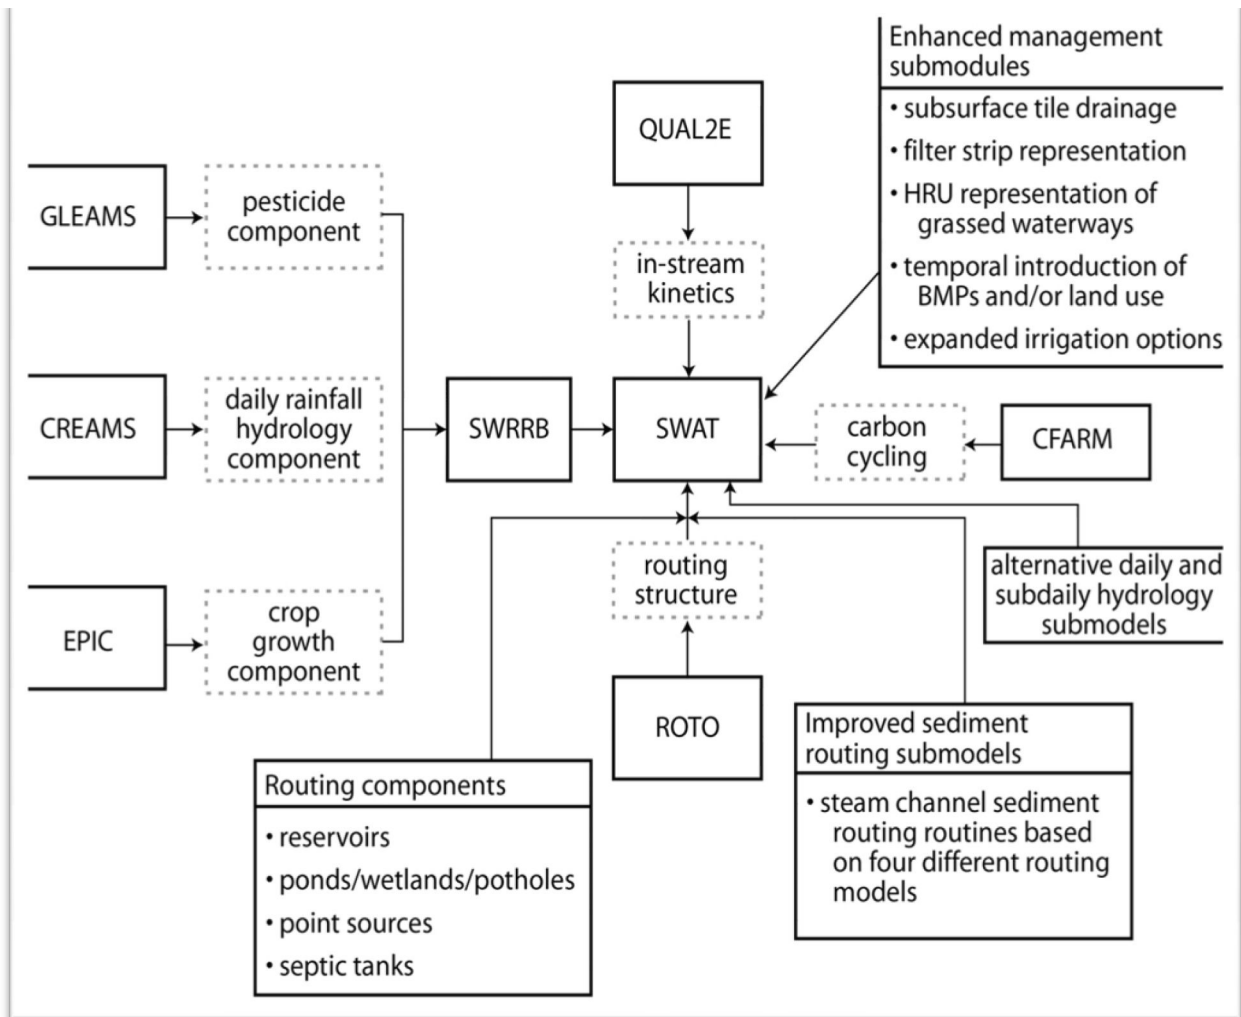 Enhanced management
submodules
• subsurface tile drainage
• filter strip representation
• HRU representation of
grassed waterways
• temporal introduction of
BMPs and/or land use
• expanded irrigation options
QUAL2E
in-stream
kinetics
GLEAMS
pesticide
component
CREAMS
daily rainfall
hydrology
component
SWRRB
SWAT
carbon
cycling
CFARM
EPIC
crop
growth
component
routing
structure
ROTO
alternative daily and
subdaily hydrology
submodels
Routing components
• reservoirs
• ponds/wetlands/potholes
• point sources
• septic tanks
Improved sediment
routing submodels
• steam channel sediment
routing routines based
on four different routing
models